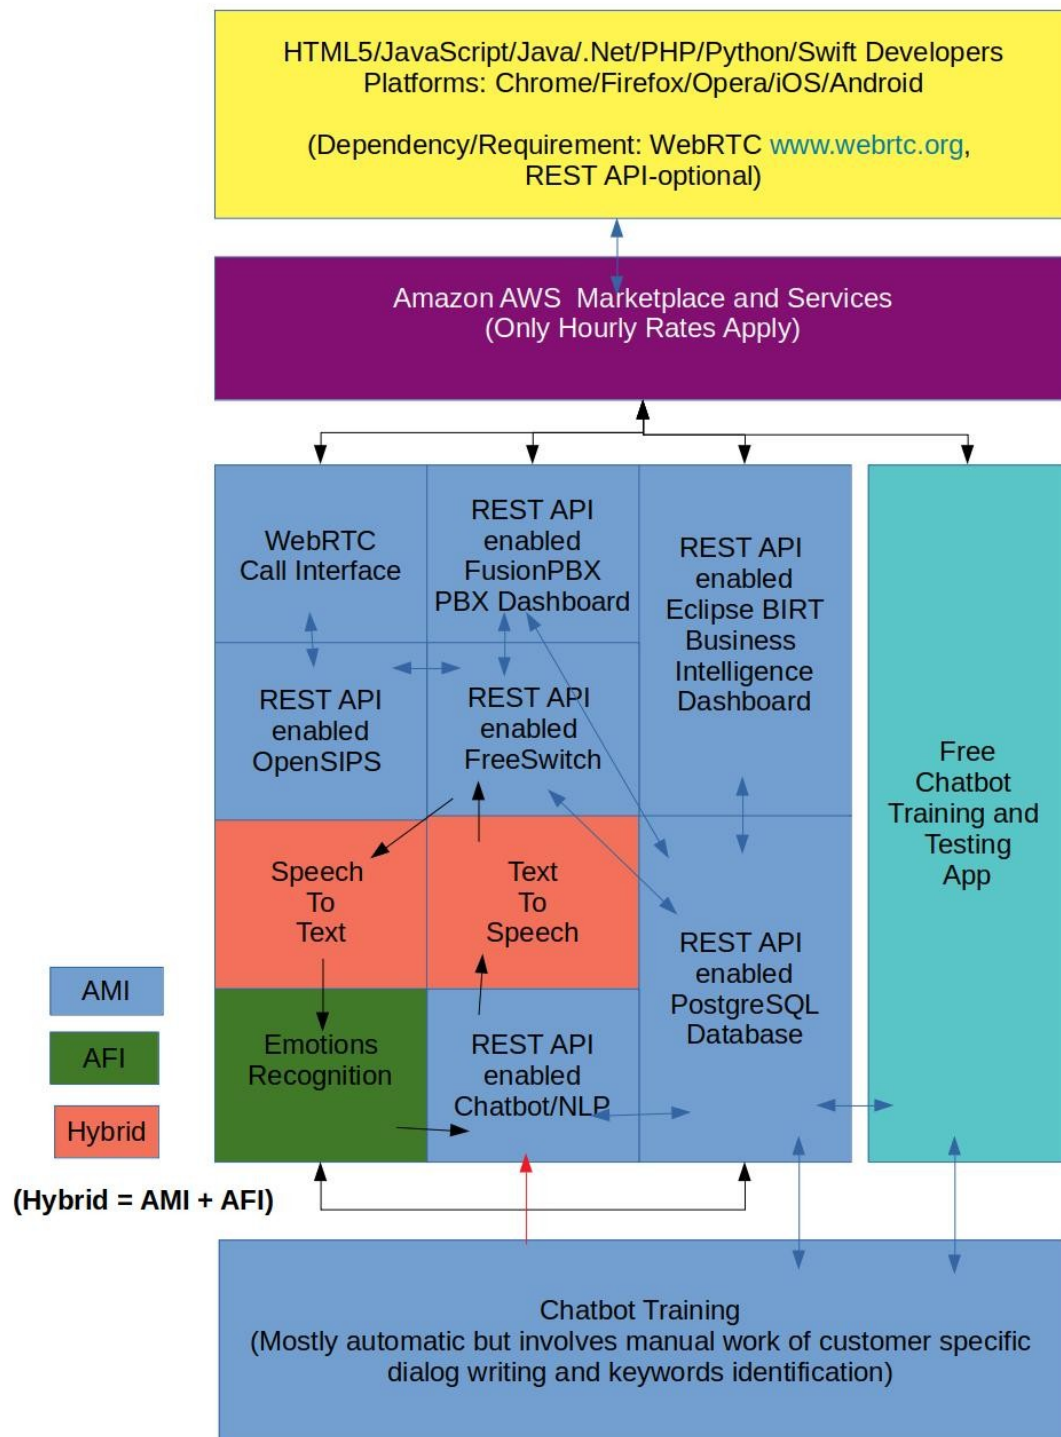 HTML5/JavaScript/Java/.Net/PHP/Python/Swift Developers
Platforms: Chrome/Firefox/Opera/iOS/Android
(Dependency/Requirement: WebRTC www.webrtc.org,
REST API-optional)
Amazon AWS Marketplace and Services
(Only Hourly Rates Apply)
WebRTC
Call Interface
REST API
enabled
FusionPBX
PBX Dashboard
REST API
enabled
Eclipse BIRT
Business
Intelligence
Dashboard
REST API
enabled
OpenSIPS
REST API
enabled
FreeSwitch
Free
Chatbot
Training and
Testing
App
Speech
To
Text
Text
To
Speech
REST API
enabled
PostgreSQL
Database
AMI
AFI
Hybrid
(Hybrid = AMI + AFI)
Emotions
Recognition
REST API
enabled
Chatbot/NLP
Chatbot Training
(Mostly automatic but involves manual work of customer specific
dialog writing and keywords identification)